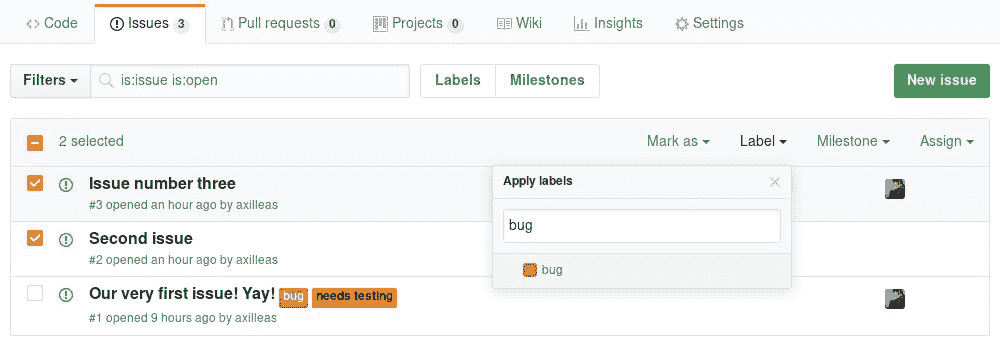 Code Issues 3 Pull requests 0 Projects 0 Wiki Insights Settings
Filters is:issue is:open Labels Milestones New issue
2 selected Mark as Label Milestone Assign
Issue number three
#3 opened an hour ago by axilleas
Second issue
#2 opened an hour ago by axilleas
Our very first issue! Yay! bug needs testing
#1 opened 9 hours ago by axilleas
Apply labels
bug
bug